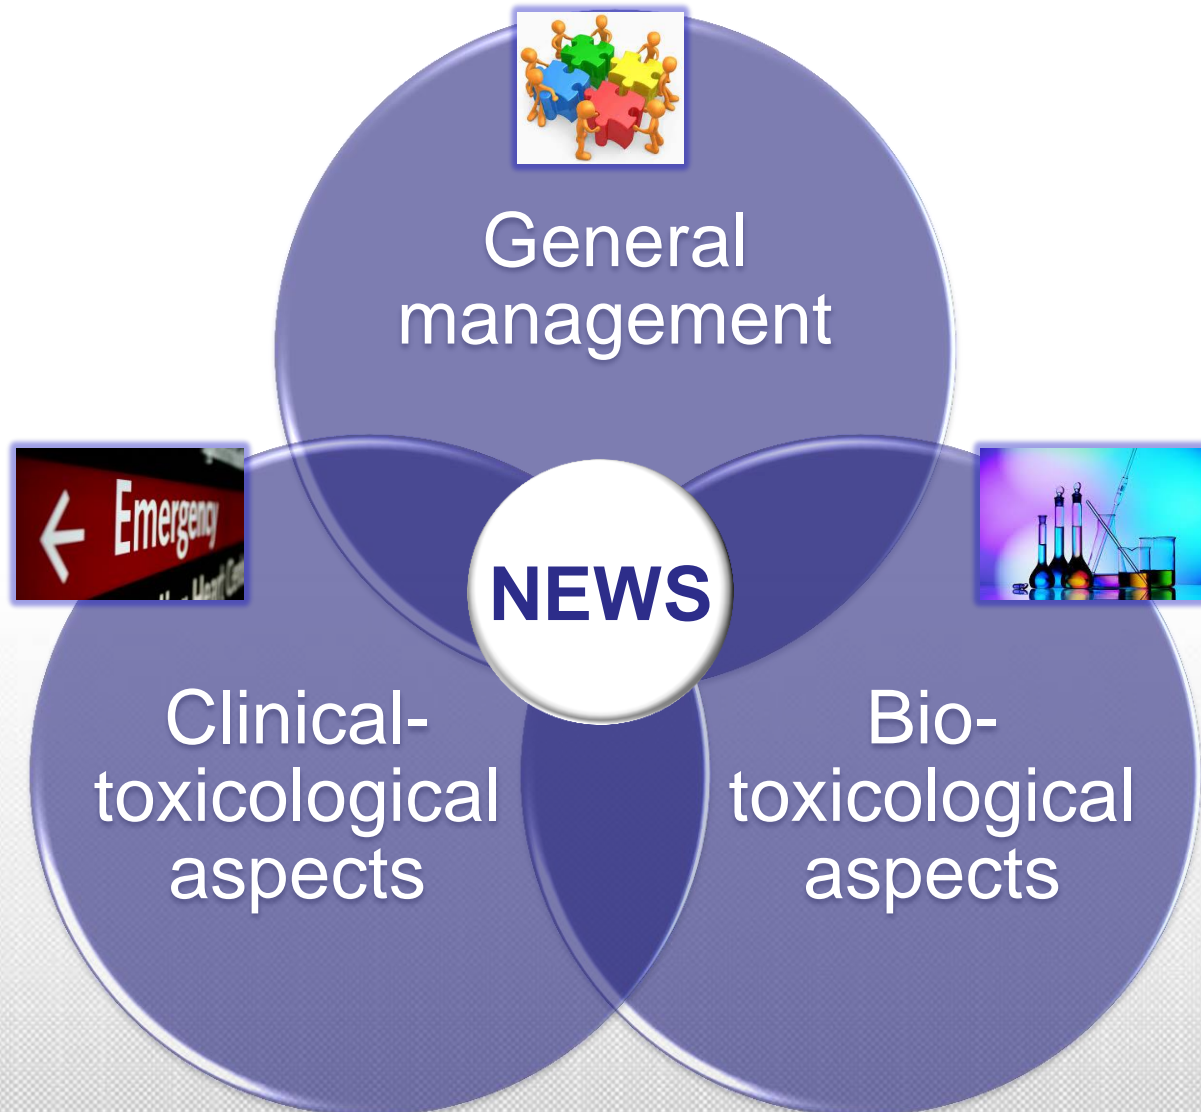 General
management
Emergency
NEWS
Clinical-
toxicological
aspects
Bio-
toxicological
aspects